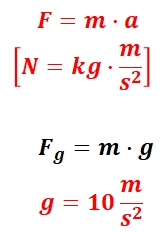 F = m · a
[N = kg · m/s²]
F_g = m · g
g = 10 m/s²